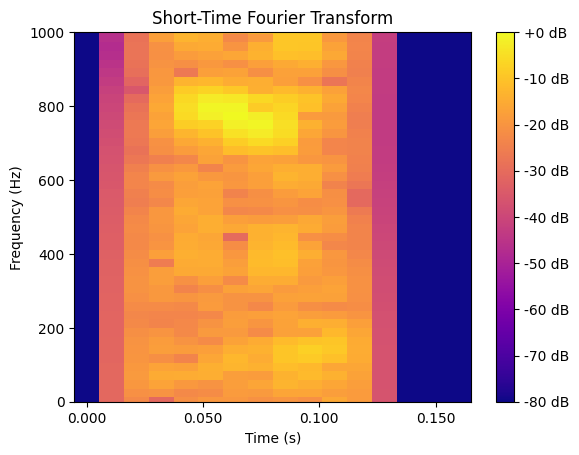 Short-Time Fourier Transform
1000
800
600
400
200
0
Frequency (Hz)
0.000
0.050
0.100
0.150
Time (s)
+0 dB
-10 dB
-20 dB
-30 dB
-40 dB
-50 dB
-60 dB
-70 dB
-80 dB